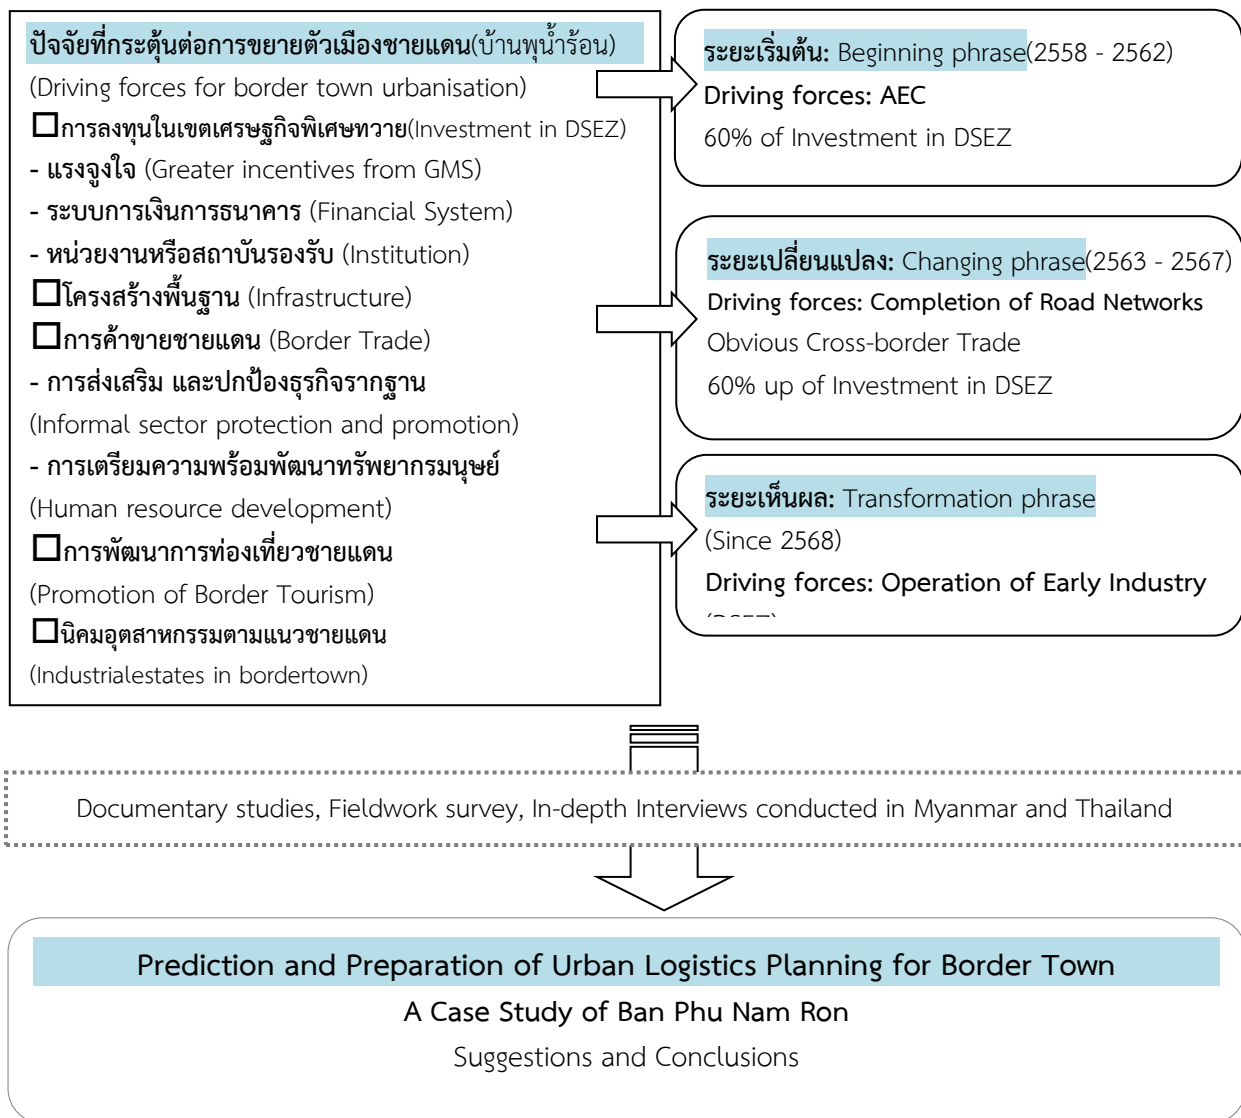 ปัจจัยที่กระตุ้นต่อการขยายตัวเมืองชายแดน(บ้านพุน้ำร้อน)
(Driving forces for border town urbanisation)
☐การลงทุนในเขตเศรษฐกิจพิเศษทวาย(Investment in DSEZ)
- แรงจูงใจ (Greater incentives from GMS)
- ระบบการเงินการธนาคาร (Financial System)
- หน่วยงานหรือสถาบันรองรับ (Institution)
☐โครงสร้างพื้นฐาน (Infrastructure)
☐การค้าขายชายแดน (Border Trade)
- การส่งเสริม และปกป้องธุรกิจรากฐาน
(Informal sector protection and promotion)
- การเตรียมความพร้อมพัฒนาทรัพยากรมนุษย์
(Human resource development)
☐การพัฒนาการท่องเที่ยวชายแดน
(Promotion of Border Tourism)
☐นิคมอุตสาหกรรมตามแนวชายแดน
(Industrialestates in bordertown)
ระยะเริ่มต้น: Beginning phrase(2558 - 2562)
Driving forces: AEC
60% of Investment in DSEZ
ระยะเปลี่ยนแปลง: Changing phrase(2563 - 2567)
Driving forces: Completion of Road Networks
Obvious Cross-border Trade
60% up of Investment in DSEZ
ระยะเห็นผล: Transformation phrase
(Since 2568)
Driving forces: Operation of Early Industry
Documentary studies, Fieldwork survey, In-depth Interviews conducted in Myanmar and Thailand
Prediction and Preparation of Urban Logistics Planning for Border Town
A Case Study of Ban Phu Nam Ron
Suggestions and Conclusions